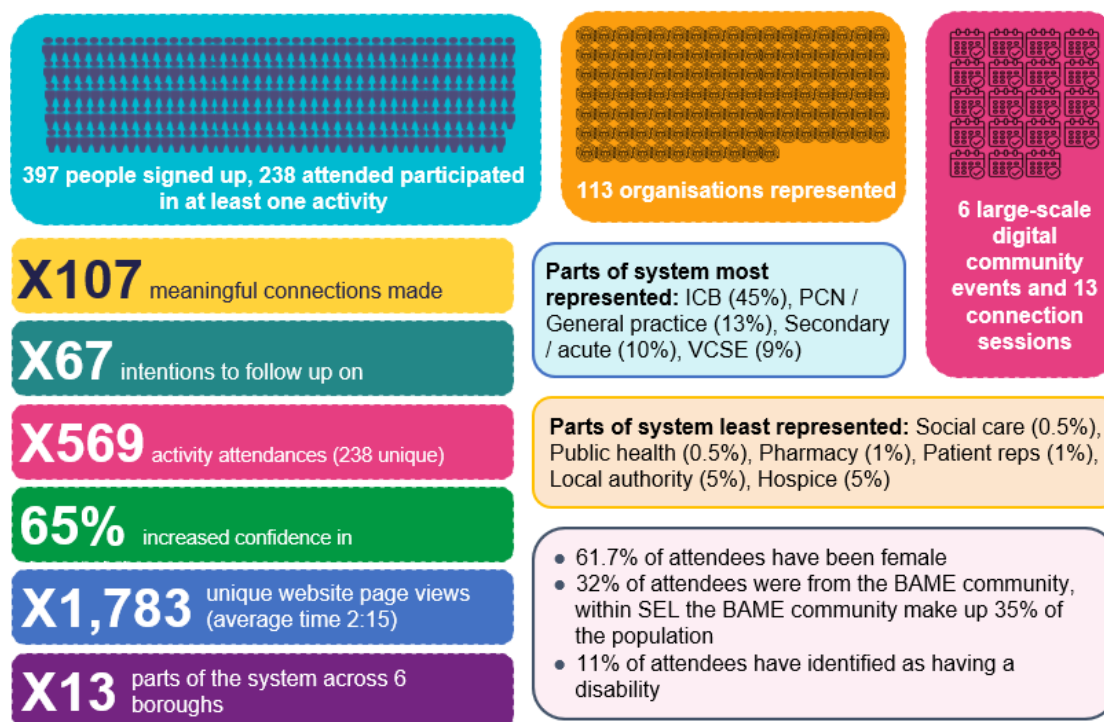 397 people signed up, 238 attended participated
in at least one activity
113 organisations represented
6 large-scale
digital
community
events and 13
connection
sessions
X107 meaningful connections made
X67 intentions to follow up on
X569 activity attendances (238 unique)
65% increased confidence in
X1,783 unique website page views
(average time 2:15)
X13 parts of the system across 6
boroughs
Parts of system most
represented: ICB (45%), PCN /
General practice (13%), Secondary
/ acute (10%), VCSE (9%)
Parts of system least represented: Social care (0.5%),
Public health (0.5%), Pharmacy (1%), Patient reps (1%),
Local authority (5%), Hospice (5%)
• 61.7% of attendees have been female
• 32% of attendees were from the BAME community,
within SEL the BAME community make up 35% of
the population
• 11% of attendees have identified as having a
disability